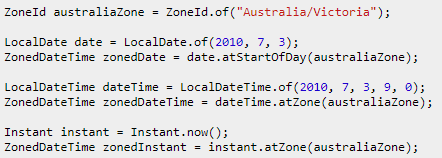 ZoneId australiaZone = ZoneId.of("Australia/Victoria");
LocalDate date = LocalDate.of(2010, 7, 3);
ZonedDateTime zonedDate = date.atStartOfDay(australiaZone);
LocalDateTime dateTime = LocalDateTime.of(2010, 7, 3, 9, 0);
ZonedDateTime zonedDateTime = dateTime.atZone(australiaZone);
Instant instant = Instant.now();
ZonedDateTime zonedInstant = instant.atZone(australiaZone);